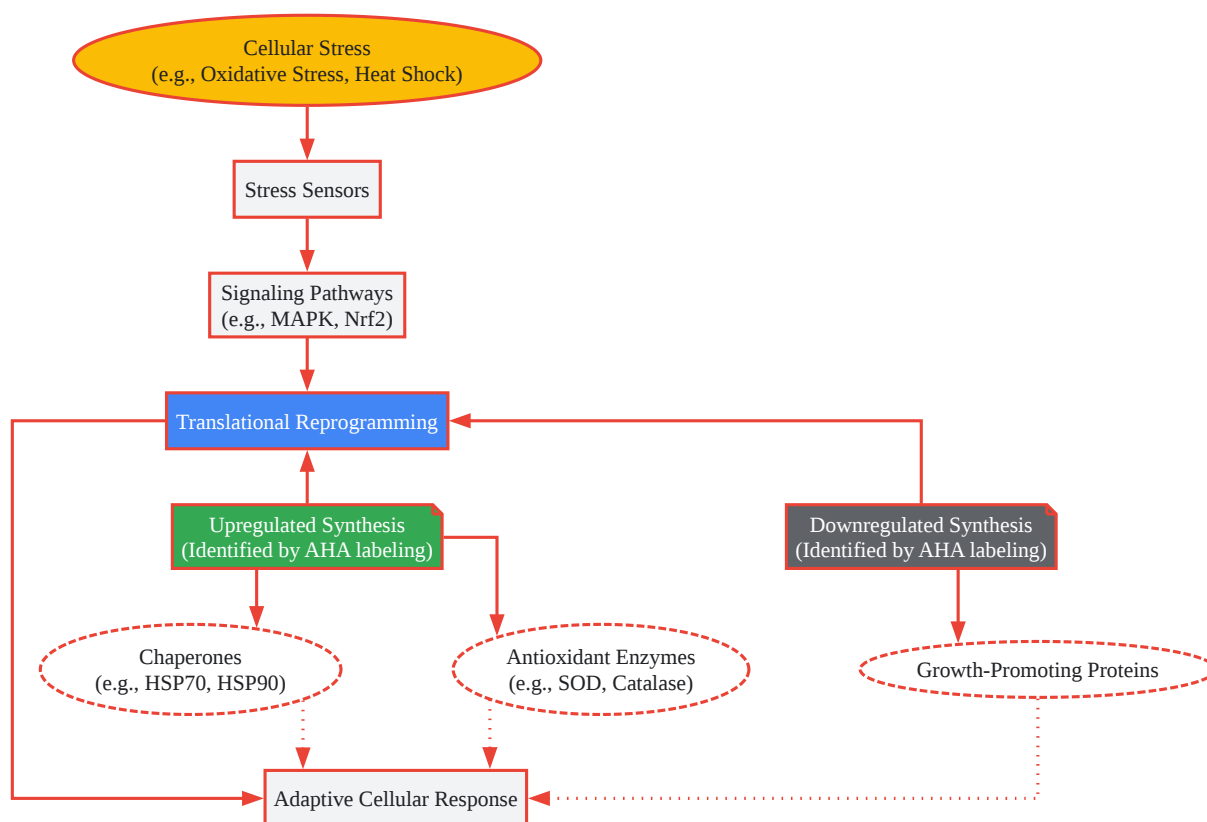 Cellular Stress
(e.g., Oxidative Stress, Heat Shock)
Stress Sensors
Signaling Pathways
(e.g., MAPK, Nrf2)
Translational Reprogramming
Upregulated Synthesis
(Identified by AHA labeling)
Downregulated Synthesis
(Identified by AHA labeling)
Chaperones
(e.g., HSP70, HSP90)
Antioxidant Enzymes
(e.g., SOD, Catalase)
Growth-Promoting Proteins
Adaptive Cellular Response